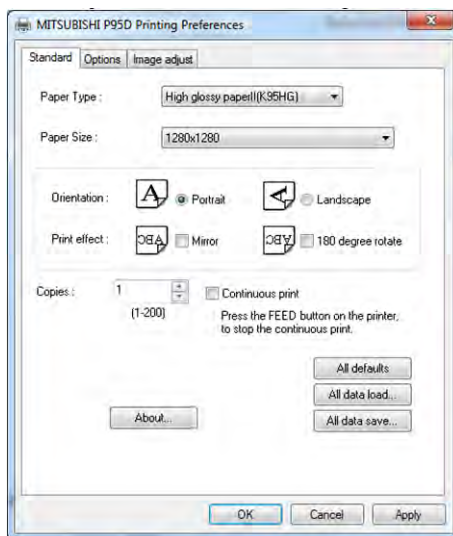 MITSUBISHI P95D Printing Preferences
Standard Options Image adjust
Paper Type : High glossy paperII(K95HG)
Paper Size : 1280x1280
Orientation : A Portrait A Landscape
Print effect : ABC Mirror ABC 180 degree rotate
Copies : 1 Continuous print
(1-200) Press the FEED button on the printer,
to stop the continuous print.
All defaults
All data load...
About... All data save...
OK Cancel Apply